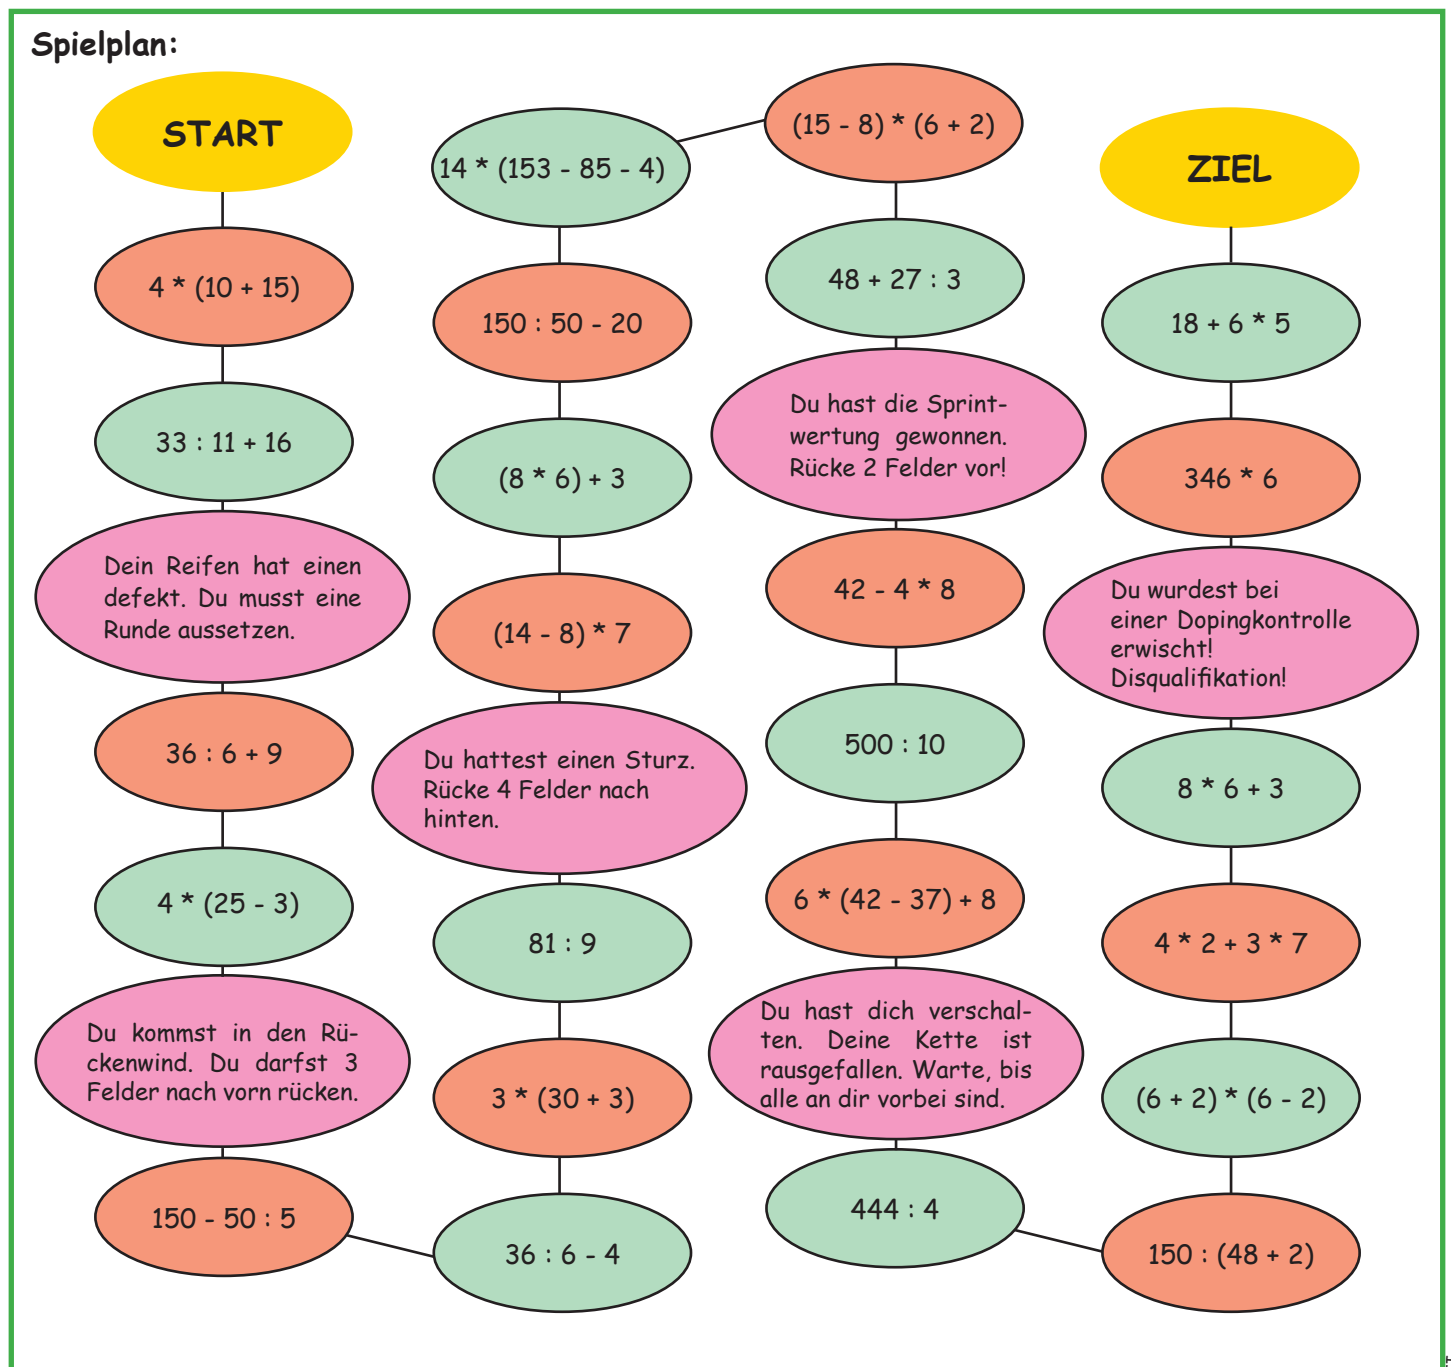 Spielplan:
START
4 * (10 + 15)
33 : 11 + 16
Dein Reifen hat einen
defekt. Du musst eine
Runde aussetzen.
36 : 6 + 9
4 * (25 - 3)
Du kommst in den Rü-
ckenwind. Du darfst 3
Felder nach vorn rücken.
150 - 50 : 5
36 : 6 - 4
3 * (30 + 3)
81 : 9
Du hattest einen Sturz.
Rücke 4 Felder nach
hinten.
(14 - 8) * 7
(8 * 6) + 3
150 : 50 - 20
14 * (153 - 85 - 4)
(15 - 8) * (6 + 2)
48 + 27 : 3
Du hast die Sprint-
wertung gewonnen.
Rücke 2 Felder vor!
42 - 4 * 8
500 : 10
6 * (42 - 37) + 8
Du hast dich verschal-
ten. Deine Kette ist
rausgefallen. Warte, bis
alle an dir vorbei sind.
444 : 4
150 : (48 + 2)
(6 + 2) * (6 - 2)
4 * 2 + 3 * 7
8 * 6 + 3
Du wurdest bei
einer Dopingkontrolle
erwischt!
Disqualifikation!
346 * 6
18 + 6 * 5
ZIEL